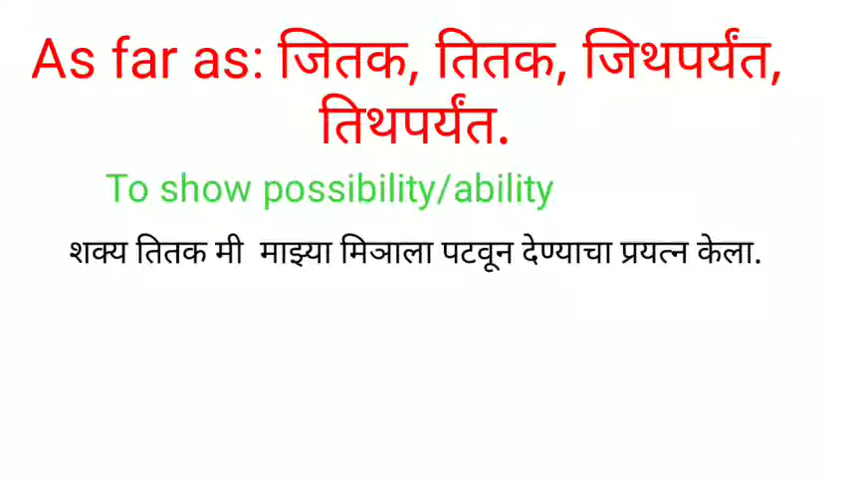 As far as: जितक, तितक, जिथपर्यंत,
तिथपर्यंत.
To show possibility/ability
शक्य तितक मी माझ्या मिञाला पटवून देण्याचा प्रयत्न केला.